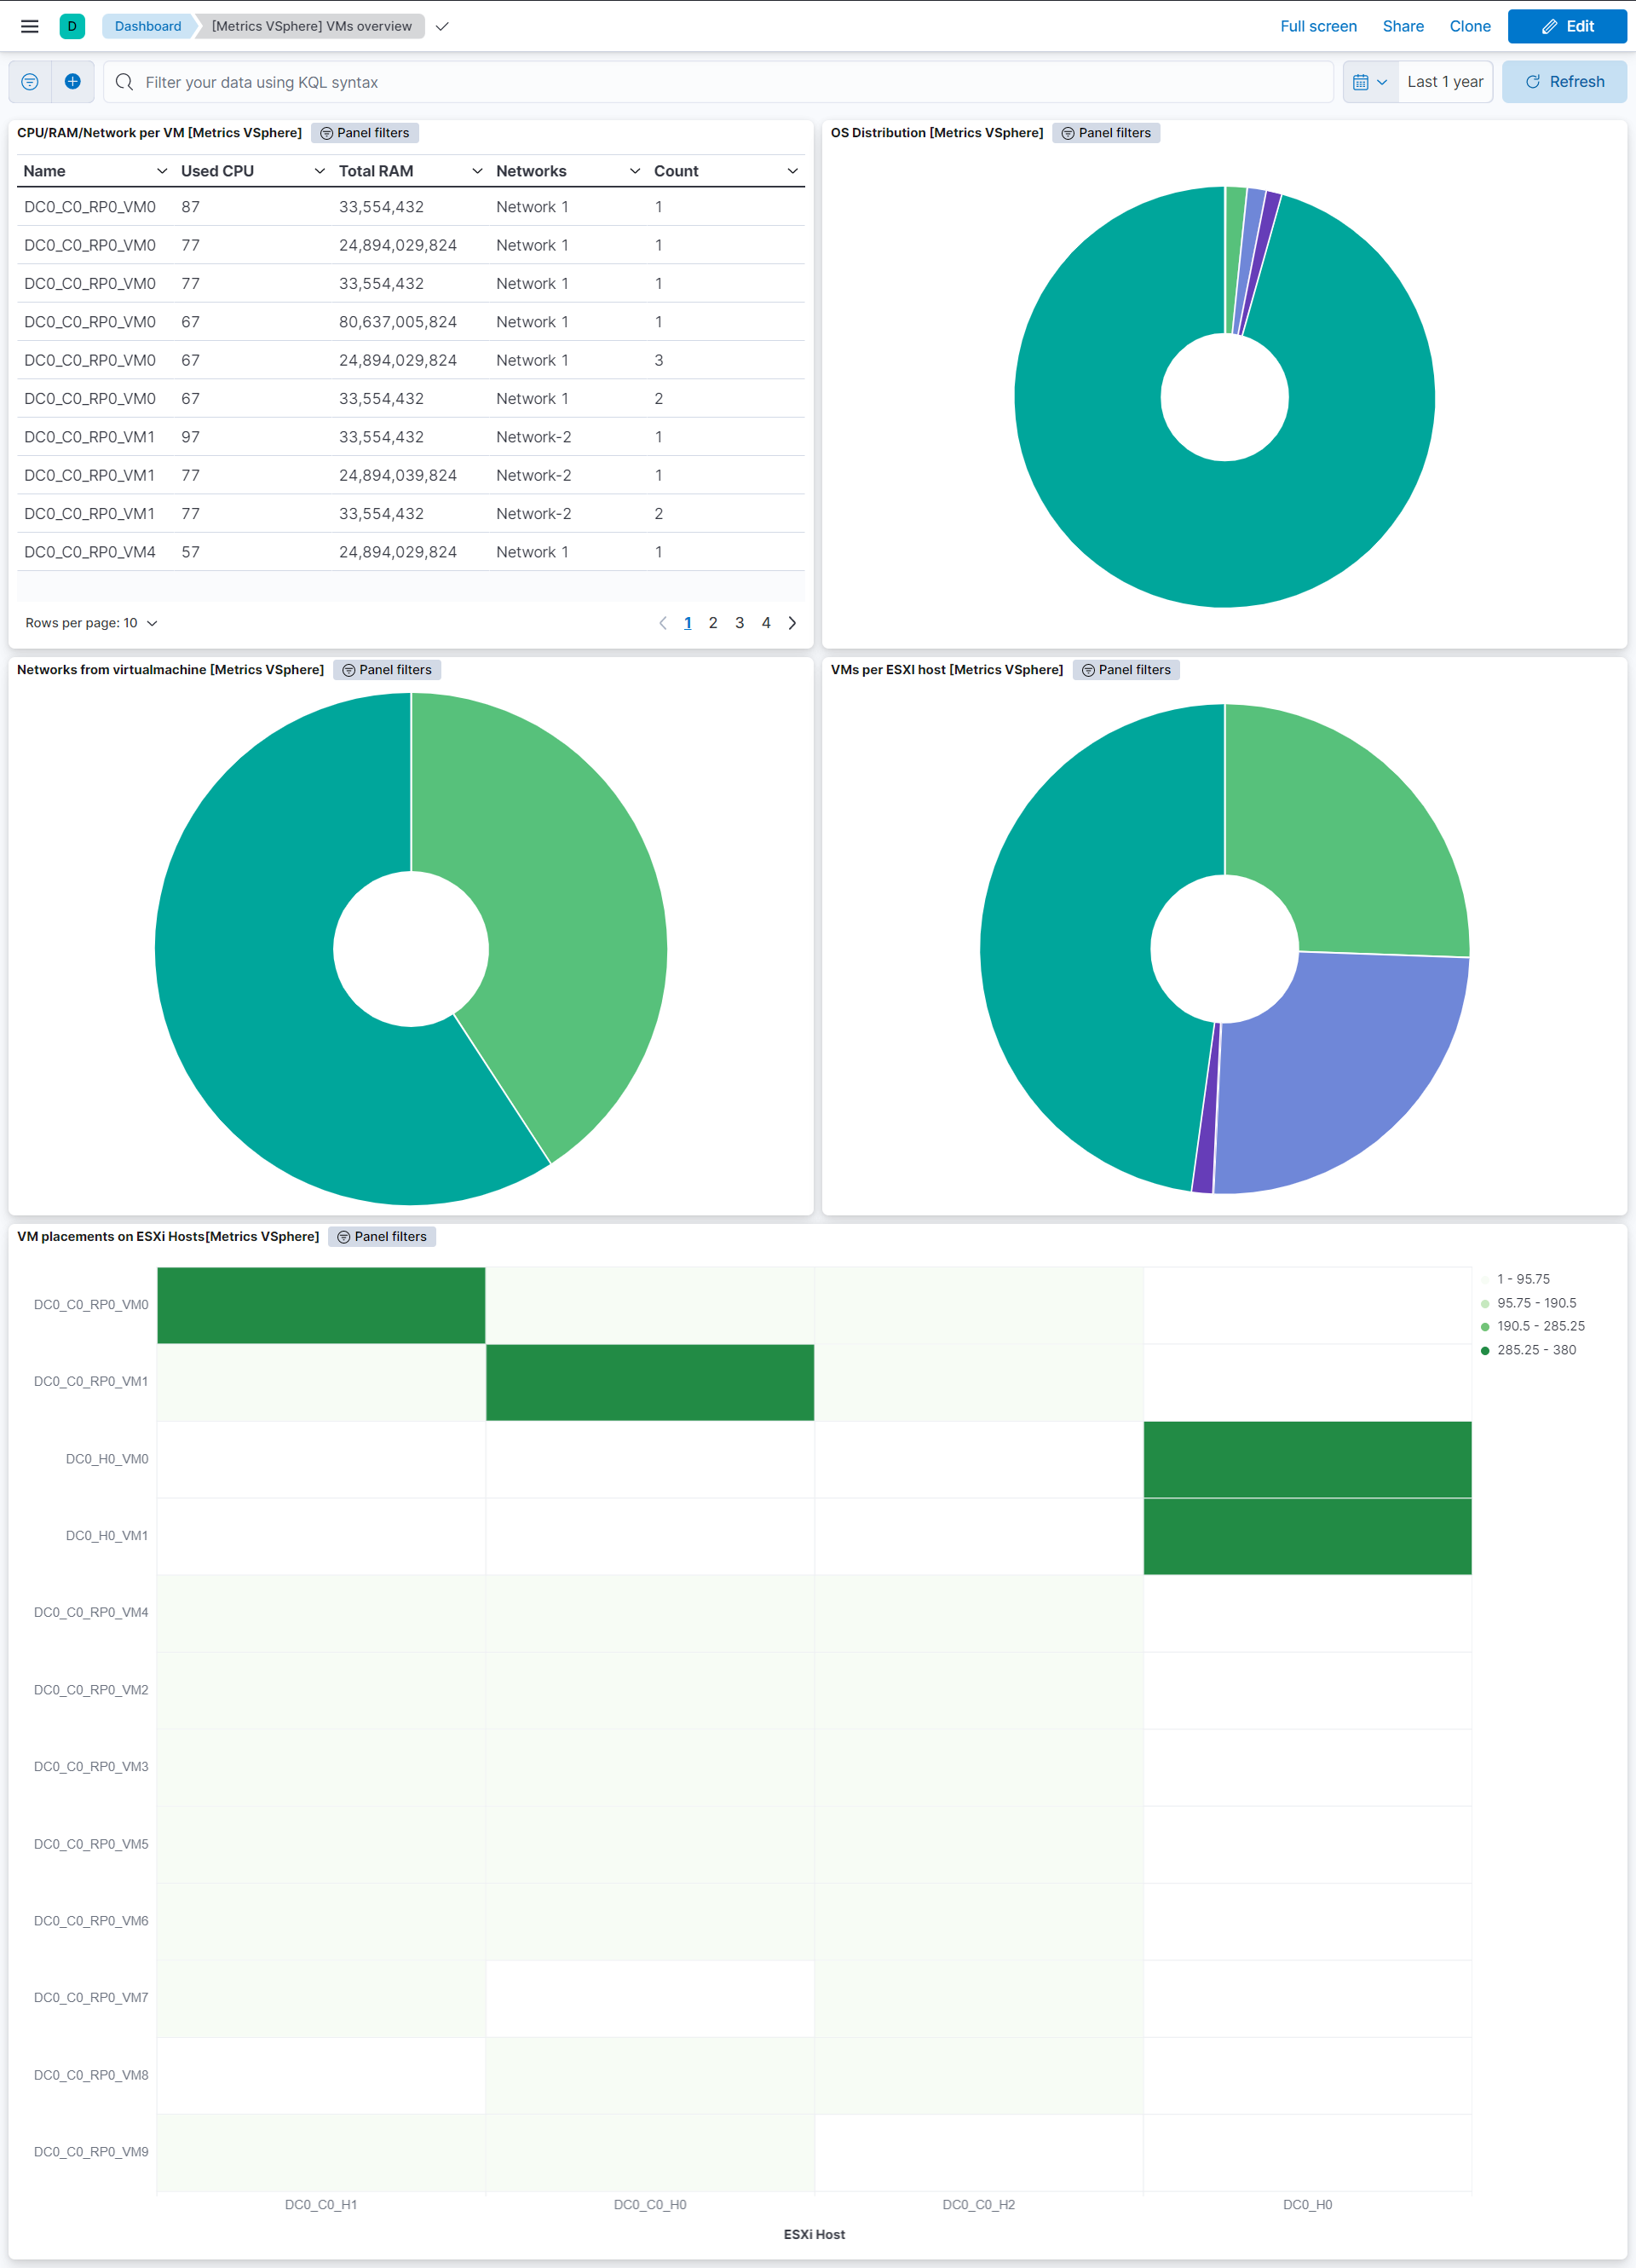 D Dashboard [Metrics VSphere] VMs overview Full screen Share Clone Edit
Filter your data using KQL syntax Last 1 year Refresh
CPU/RAM/Network per VM [Metrics VSphere] Panel filters
Name Used CPU Total RAM Networks Count
DC0_C0_RP0_VM0 87 33,554,432 Network 1 1
DC0_C0_RP0_VM0 77 24,894,029,824 Network 1 1
DC0_C0_RP0_VM0 77 33,554,432 Network 1 1
DC0_C0_RP0_VM0 67 80,637,005,824 Network 1 1
DC0_C0_RP0_VM0 67 24,894,029,824 Network 1 3
DC0_C0_RP0_VM0 67 33,554,432 Network 1 2
DC0_C0_RP0_VM1 97 33,554,432 Network-2 1
DC0_C0_RP0_VM1 77 24,894,039,824 Network-2 1
DC0_C0_RP0_VM1 77 33,554,432 Network-2 2
DC0_C0_RP0_VM4 57 24,894,029,824 Network 1 1
Rows per page: 10 1 2 3 4
OS Distribution [Metrics VSphere] Panel filters
Networks from virtualmachine [Metrics VSphere] Panel filters
VMs per ESXI host [Metrics VSphere] Panel filters
VM placements on ESXi Hosts[Metrics VSphere] Panel filters
DC0_C0_RP0_VM0
DC0_C0_RP0_VM1
DC0_H0_VM0
DC0_H0_VM1
DC0_C0_RP0_VM4
DC0_C0_RP0_VM2
DC0_C0_RP0_VM3
DC0_C0_RP0_VM5
DC0_C0_RP0_VM6
DC0_C0_RP0_VM7
DC0_C0_RP0_VM8
DC0_C0_RP0_VM9
DC0_C0_H1 DC0_C0_H0 DC0_C0_H2 DC0_H0
ESXi Host
1 - 95.75
95.75 - 190.5
190.5 - 285.25
285.25 - 380